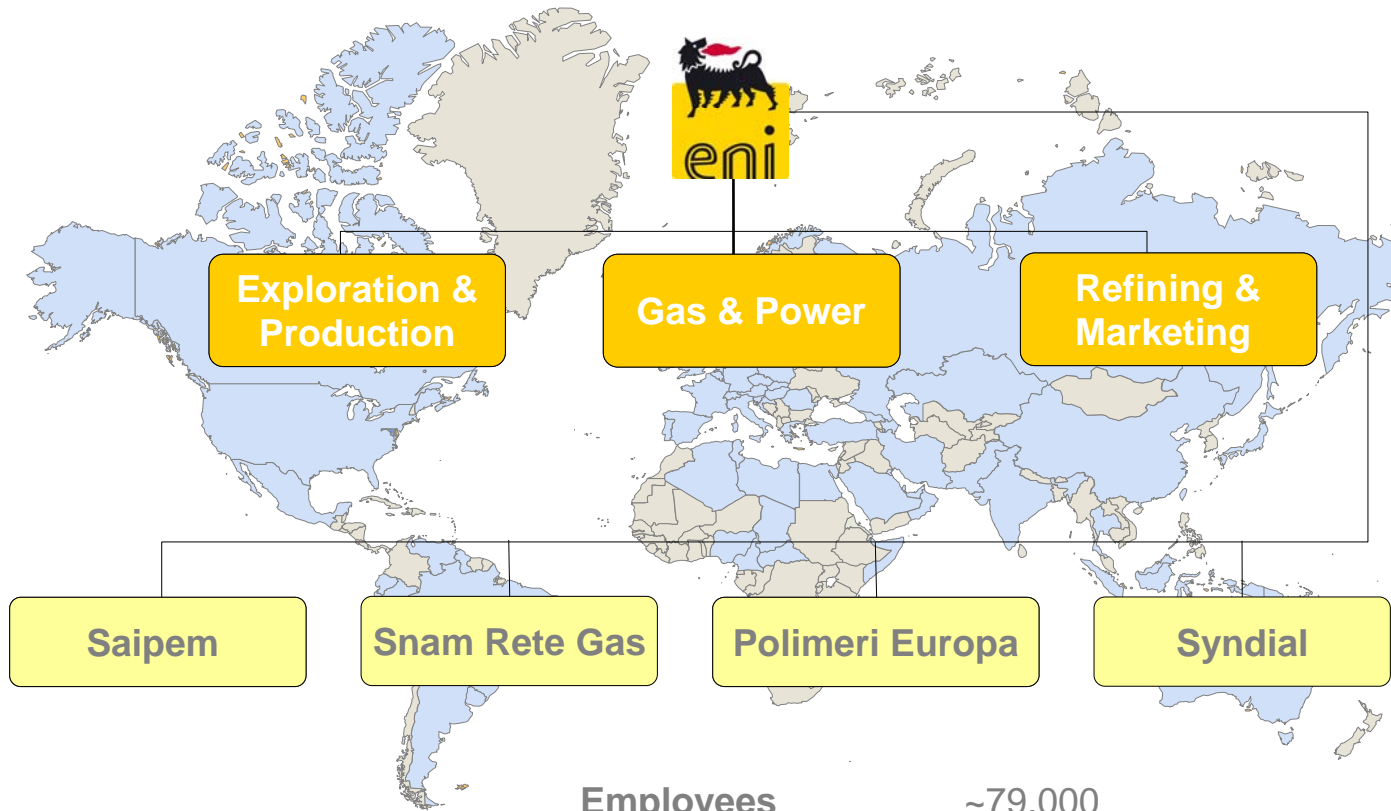 eni
Exploration &
Production
Gas & Power
Refining &
Marketing
Saipem
Snam Rete Gas
Polimeri Europa
Syndial
Employees ~79.000